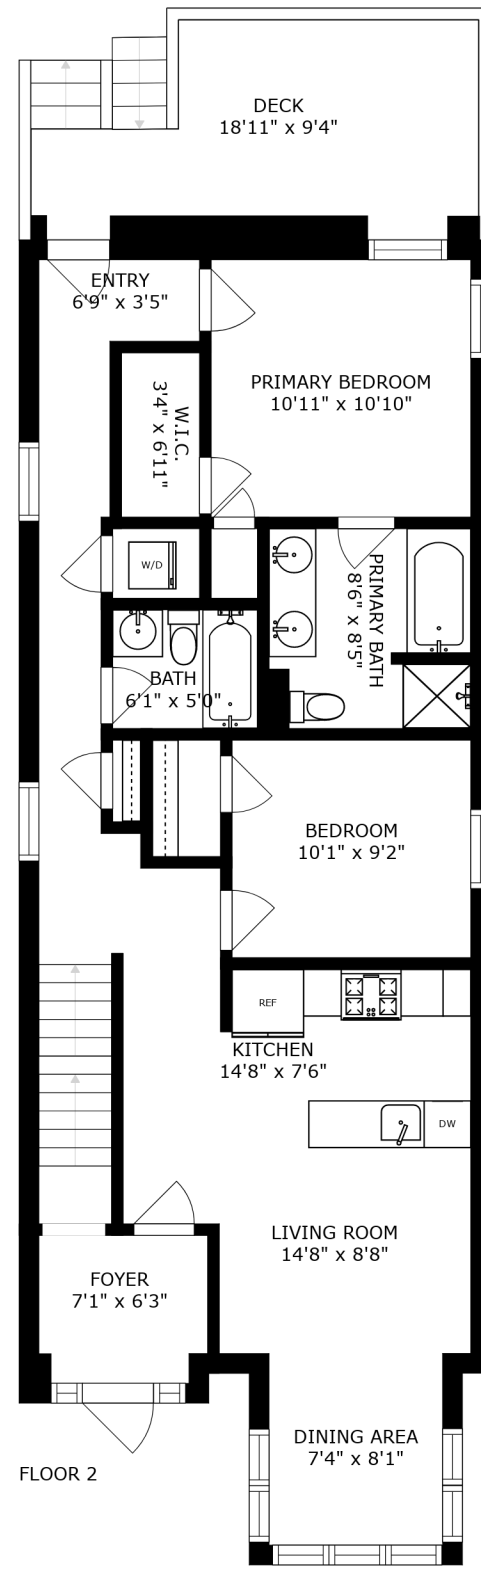 DECK
18'11" x 9'4"
ENTRY
6'9" x 3'5"
PRIMARY BEDROOM
10'11" x 10'10"
W.I.C.
3'4" x 6'11"
W/D
PRIMARY BATH
8'6" x 8'5"
BATH
6'1" x 5'0"
BEDROOM
10'1" x 9'2"
REF
KITCHEN
14'8" x 7'6"
DW
LIVING ROOM
14'8" x 8'8"
FOYER
7'1" x 6'3"
DINING AREA
7'4" x 8'1"
FLOOR 2